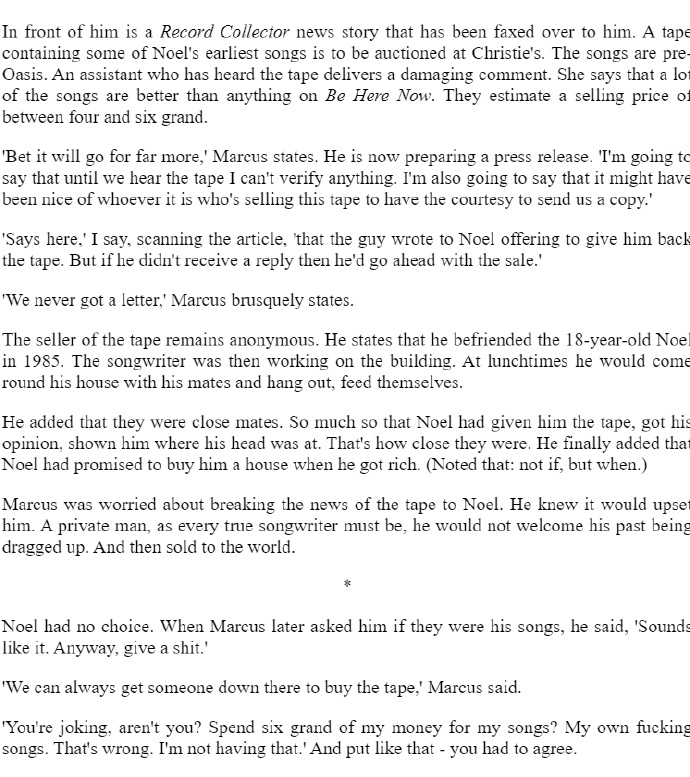 In front of him is a Record Collector news story that has been faxed over to him. A tape
containing some of Noel's earliest songs is to be auctioned at Christie's. The songs are pre-
Oasis. An assistant who has heard the tape delivers a damaging comment. She says that a lot
of the songs are better than anything on Be Here Now. They estimate a selling price of
between four and six grand.
'Bet it will go for far more,' Marcus states. He is now preparing a press release. 'I'm going to
say that until we hear the tape I can't verify anything. I'm also going to say that it might have
been nice of whoever it is who's selling this tape to have the courtesy to send us a copy.'
'Says here,' I say, scanning the article, 'that the guy wrote to Noel offering to give him back
the tape. But if he didn't receive a reply then he'd go ahead with the sale.'
'We never got a letter,' Marcus brusquely states.
The seller of the tape remains anonymous. He states that he befriended the 18-year-old Noel
in 1985. The songwriter was then working on the building. At lunchtimes he would come
round his house with his mates and hang out, feed themselves.
He added that they were close mates. So much so that Noel had given him the tape, got his
opinion, shown him where his head was at. That's how close they were. He finally added that
Noel had promised to buy him a house when he got rich. (Noted that: not if, but when.)
Marcus was worried about breaking the news of the tape to Noel. He knew it would upset
him. A private man, as every true songwriter must be, he would not welcome his past being
dragged up. And then sold to the world.
*
Noel had no choice. When Marcus later asked him if they were his songs, he said, 'Sounds
like it. Anyway, give a shit.'
'We can always get someone down there to buy the tape,' Marcus said.
'You're joking, aren't you? Spend six grand of my money for my songs? My own fucking
songs. That's wrong. I'm not having that.' And put like that - you had to agree.